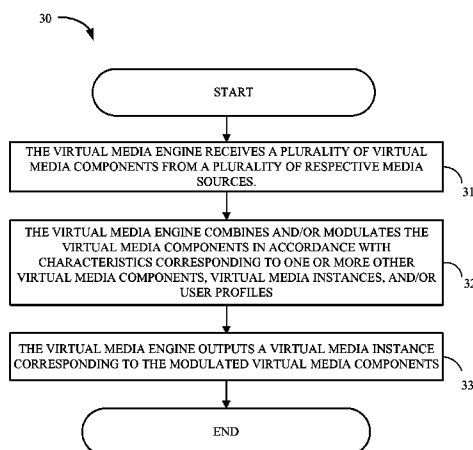 30
START
THE VIRTUAL MEDIA ENGINE RECEIVES A PLURALITY OF VIRTUAL
MEDIA COMPONENTS FROM A PLURALITY OF RESPECTIVE MEDIA
SOURCES.
31
THE VIRTUAL MEDIA ENGINE COMBINES AND/OR MODULATES THE
VIRTUAL MEDIA COMPONENTS IN ACCORDANCE WITH
CHARACTERISTICS CORRESPONDING TO ONE OR MORE OTHER
VIRTUAL MEDIA COMPONENTS, VIRTUAL MEDIA INSTANCES, AND/OR
USER PROFILES
32
THE VIRTUAL MEDIA ENGINE OUTPUTS A VIRTUAL MEDIA INSTANCE
CORRESPONDING TO THE MODULATED VIRTUAL MEDIA COMPONENTS
33
END